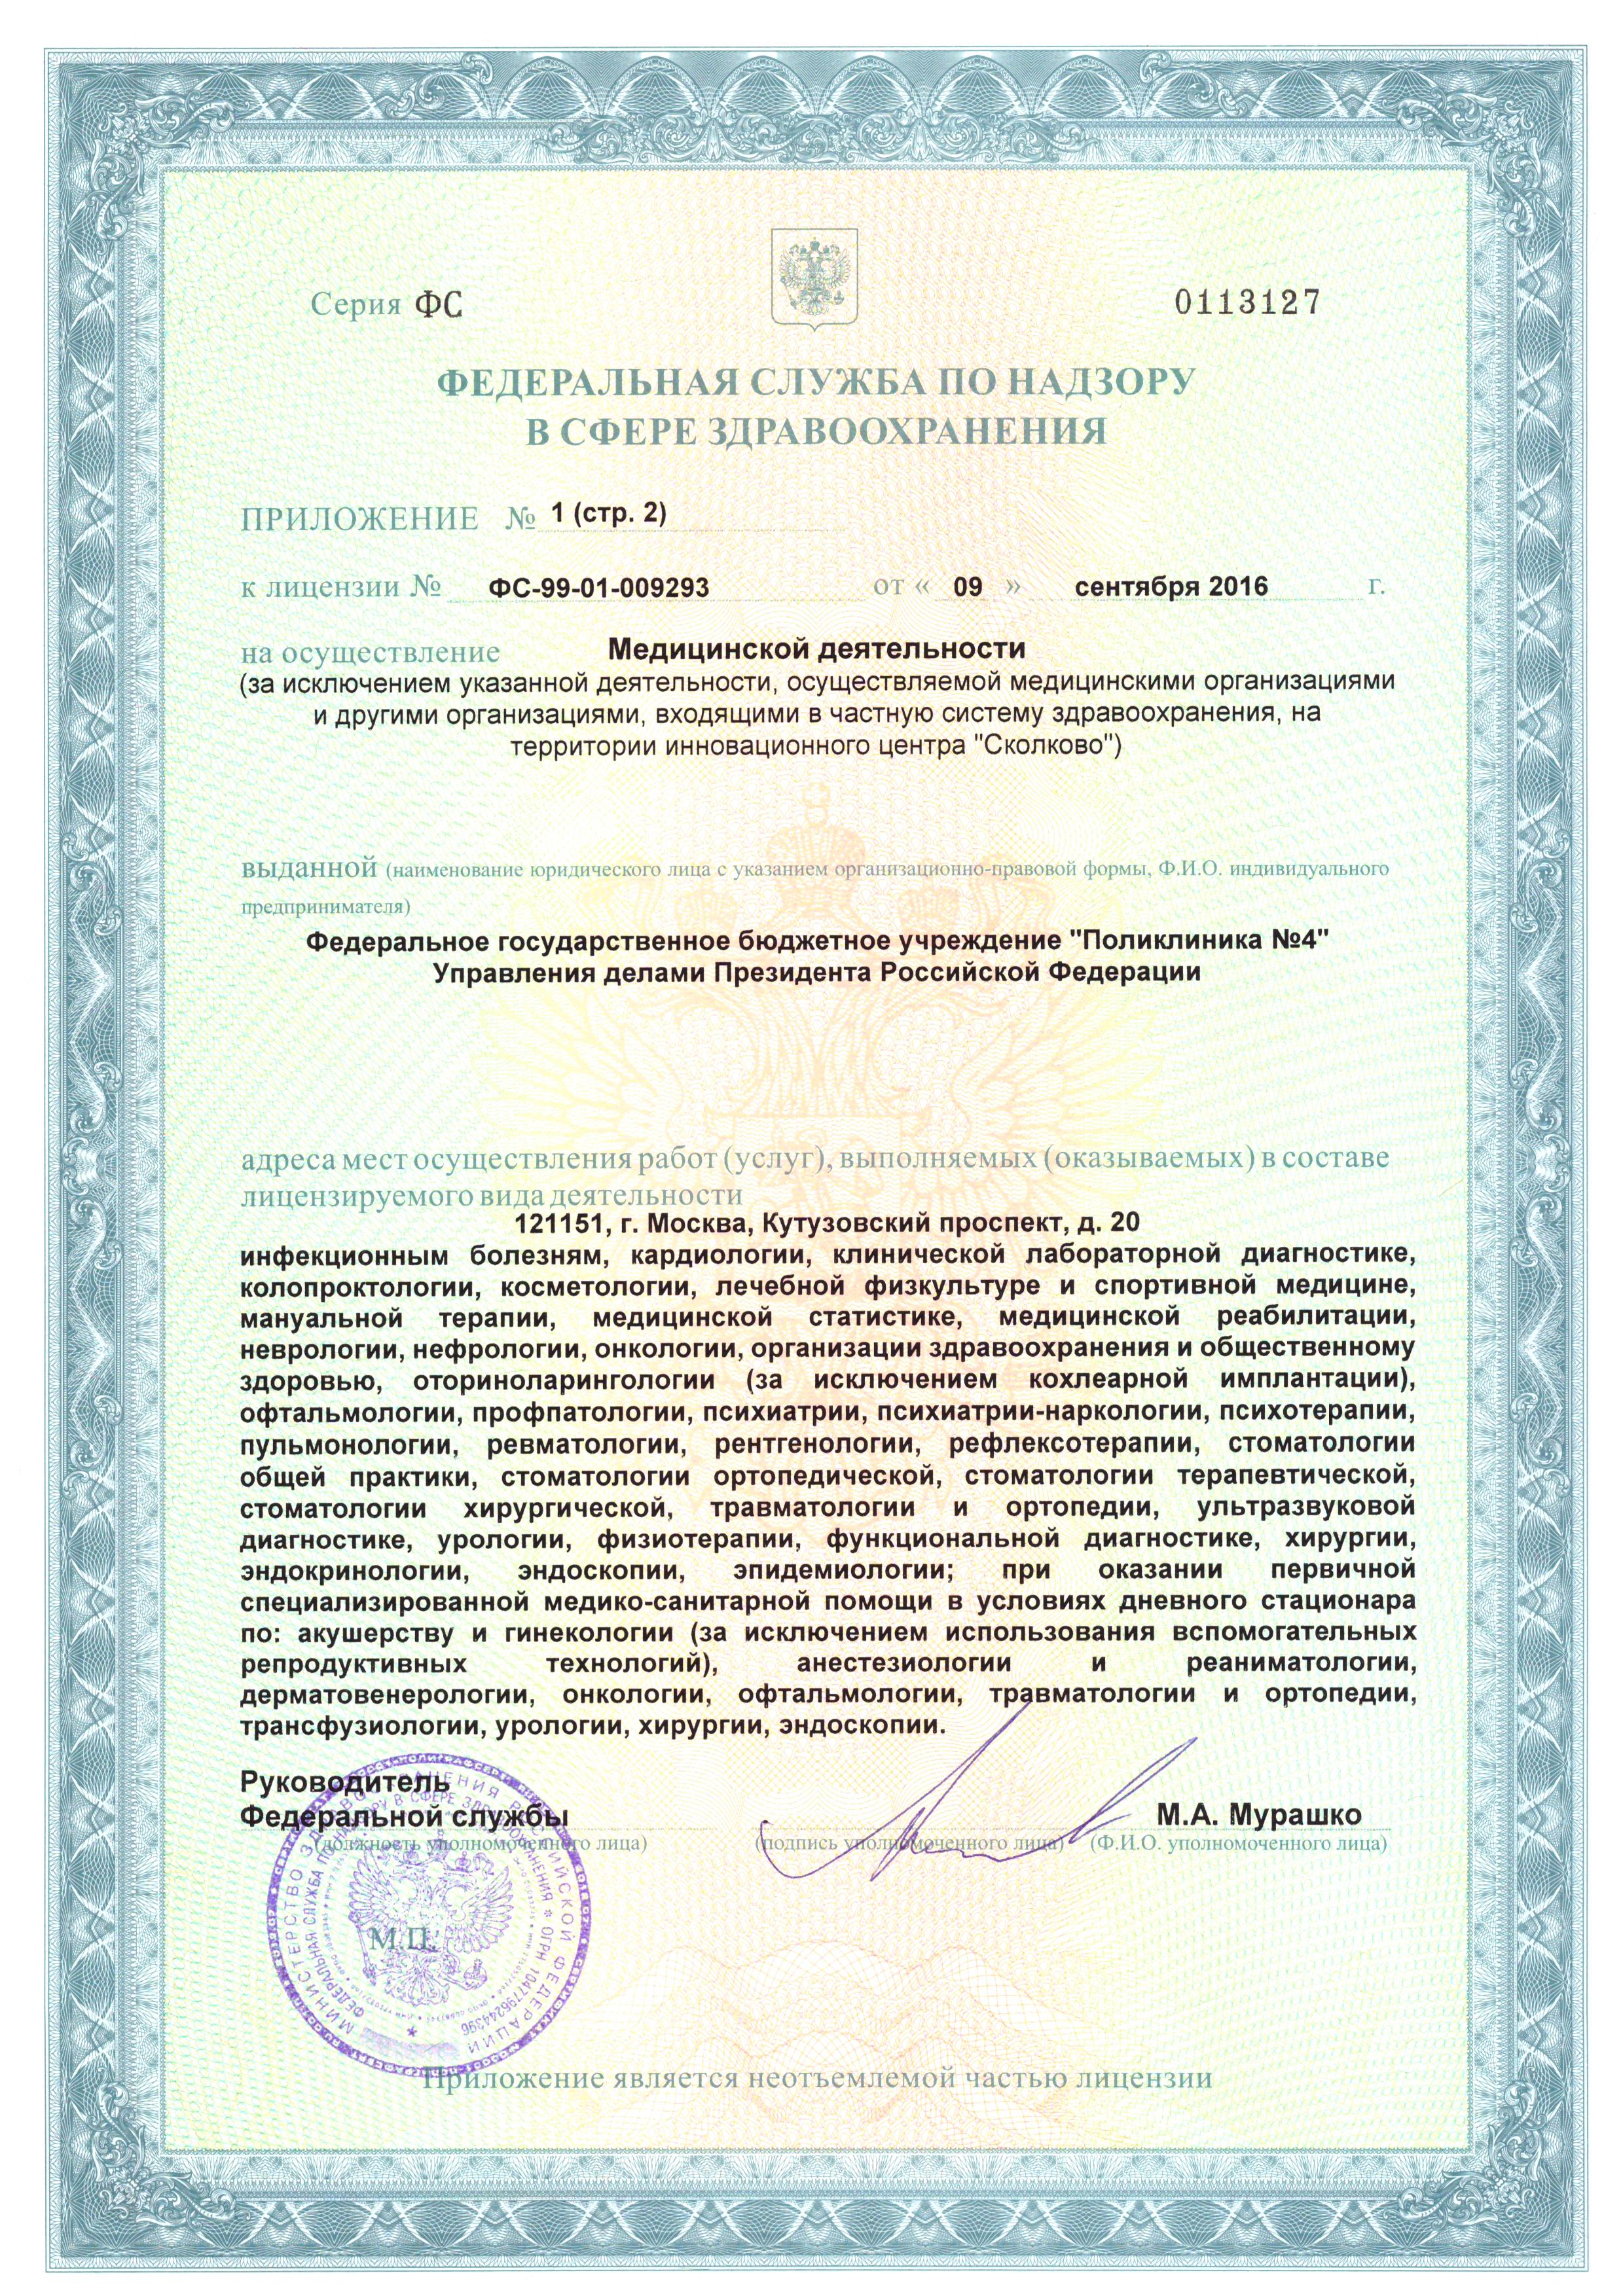 Серия ФС
0113127
ФЕДЕРАЛЬНАЯ СЛУЖБА ПО НАДЗОРУ
В СФЕРЕ ЗДРАВООХРАНЕНИЯ
ПРИЛОЖЕНИЕ № 1 (стр. 2)
к лицензии № ФС-99-01-009293 от « 09 » сентября 2016 г.
на осуществление Медицинской деятельности
(за исключением указанной деятельности, осуществляемой медицинскими организациями
и другими организациями, входящими в частную систему здравоохранения, на
территории инновационного центра "Сколково")
выданной (наименование юридического лица с указанием организационно-правовой формы, Ф.И.О. индивидуального
предпринимателя)
Федеральное государственное бюджетное учреждение "Поликлиника №4"
Управления делами Президента Российской Федерации
адреса мест осуществления работ (услуг), выполняемых (оказываемых) в составе
лицензируемого вида деятельности
121151, г. Москва, Кутузовский проспект, д. 20
инфекционным болезням, кардиологии, клинической лабораторной диагностике,
колопроктологии, косметологии, лечебной физкультуре и спортивной медицине,
мануальной терапии, медицинской статистике, медицинской реабилитации,
неврологии, нефрологии, онкологии, организации здравоохранения и общественному
здоровью, оториноларингологии (за исключением кохлеарной имплантации),
офтальмологии, профпатологии, психиатрии, психиатрии-наркологии, психотерапии,
пульмонологии, ревматологии, рентгенологии, рефлексотерапии, стоматологии
общей практики, стоматологии ортопедической, стоматологии терапевтической,
стоматологии хирургической, травматологии и ортопедии, ультразвуковой
диагностике, урологии, физиотерапии, функциональной диагностике, хирургии,
эндокринологии, эндоскопии, эпидемиологии; при оказании первичной
специализированной медико-санитарной помощи в условиях дневного стационара
по: акушерству и гинекологии (за исключением использования вспомогательных
репродуктивных технологий), анестезиологии и реаниматологии,
дерматовенерологии, онкологии, офтальмологии, травматологии и ортопедии,
трансфузиологии, урологии, хирургии, эндоскопии.
Руководитель
Федеральной службы
М.А. Мурашко
(должность уполномоченного лица) (подпись уполномоченного лица) (Ф.И.О. уполномоченного лица)
МИНИСТЕРСТВО ЗДРАВООХРАНЕНИЯ РОССИЙСКОЙ ФЕДЕРАЦИИ
ФЕДЕРАЛЬНАЯ СЛУЖБА ПО НАДЗОРУ В СФЕРЕ ЗДРАВООХРАНЕНИЯ * ОГРН 1047796244396
М.П.
Приложение является неотъемлемой частью лицензии